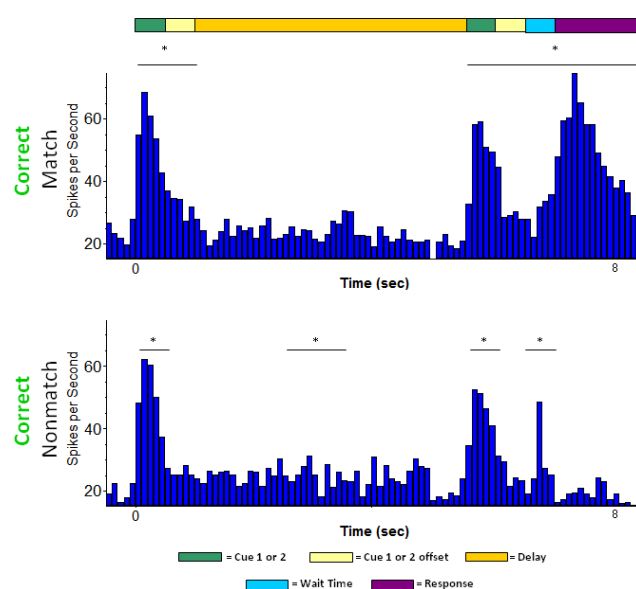 *
*
Correct
Match
Spikes per Second
60
40
20
0
8
Time (sec)
*
*
*
*
Correct
Nonmatch
Spikes per Second
60
40
20
0
8
Time (sec)
= Cue 1 or 2
= Cue 1 or 2 offset
= Delay
= Wait Time
= Response